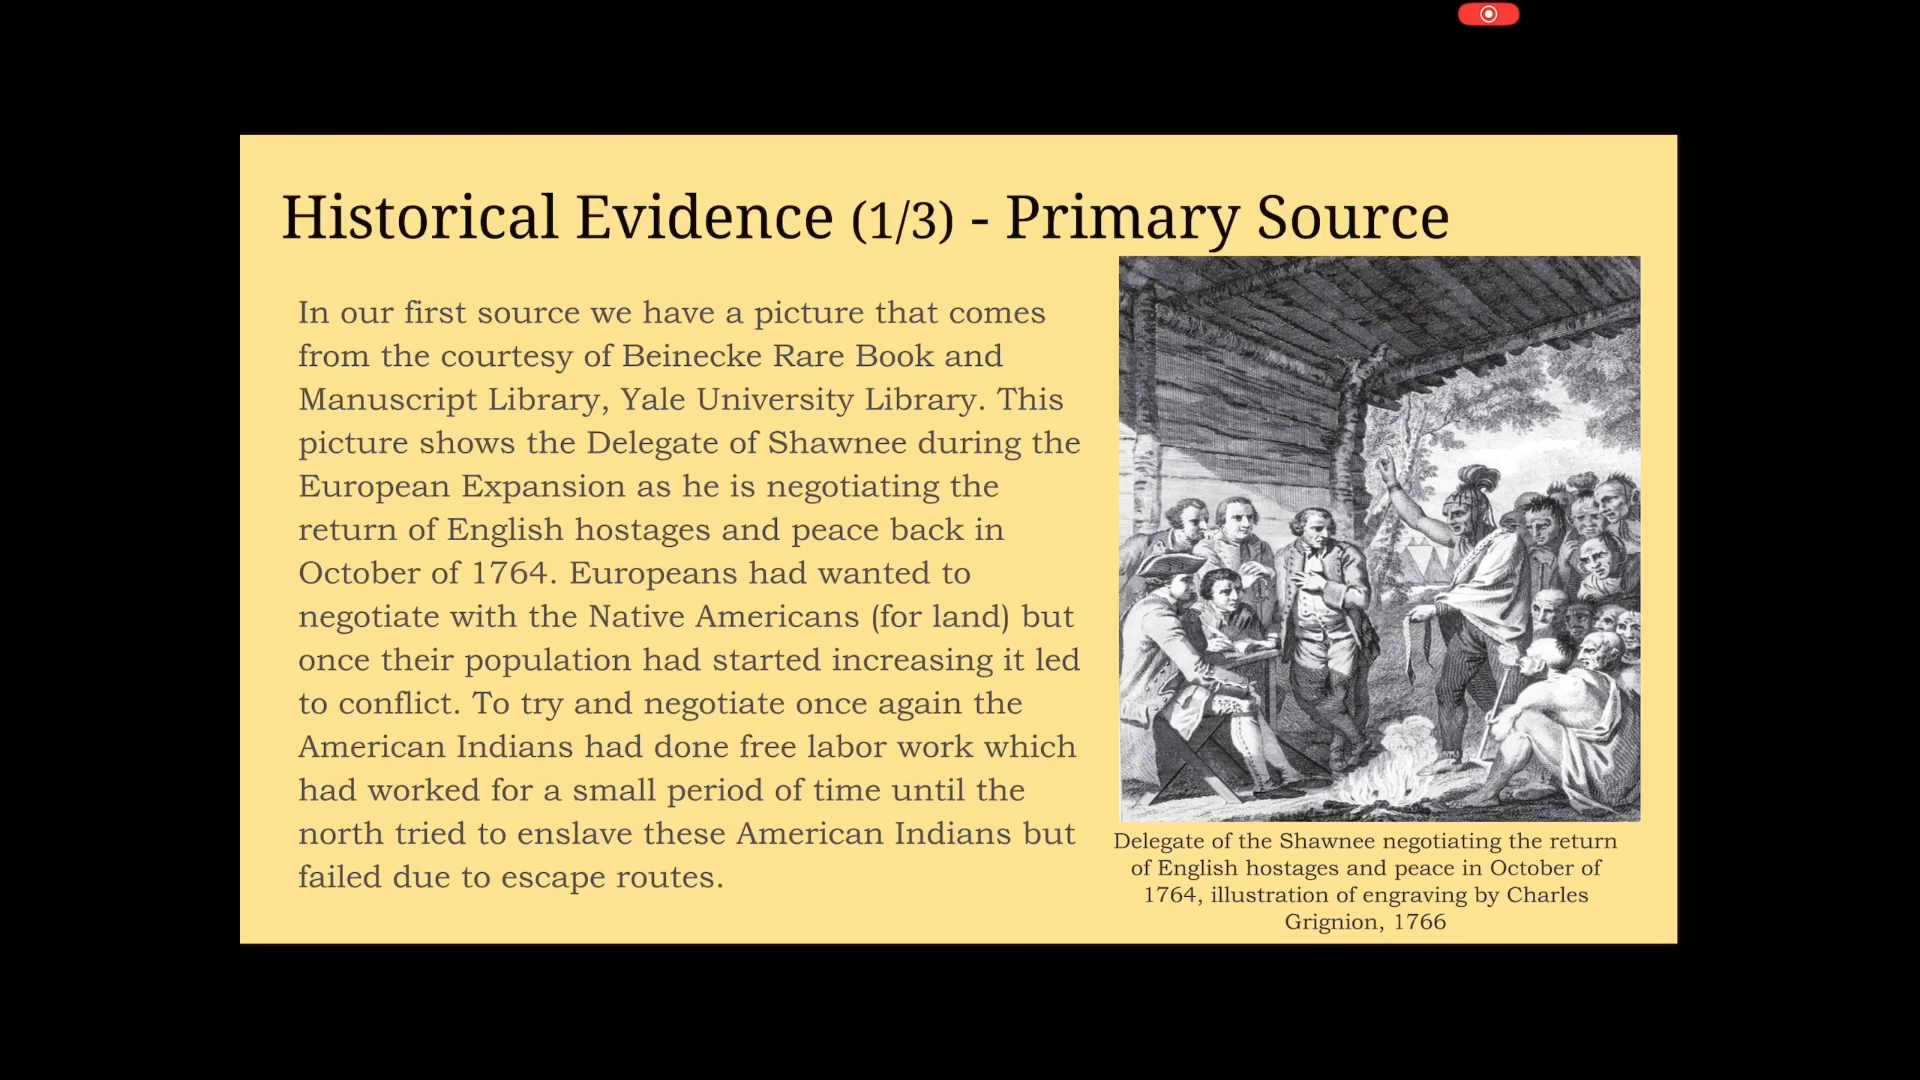 Historical Evidence (1/3) - Primary Source
In our first source we have a picture that comes
from the courtesy of Beinecke Rare Book and
Manuscript Library, Yale University Library. This
picture shows the Delegate of Shawnee during the
European Expansion as he is negotiating the
return of English hostages and peace back in
October of 1764. Europeans had wanted to
negotiate with the Native Americans (for land) but
once their population had started increasing it led
to conflict. To try and negotiate once again the
American Indians had done free labor work which
had worked for a small period of time until the
north tried to enslave these American Indians but
failed due to escape routes.
Delegate of the Shawnee negotiating the return
of English hostages and peace in October of
1764, illustration of engraving by Charles
Grignion, 1766